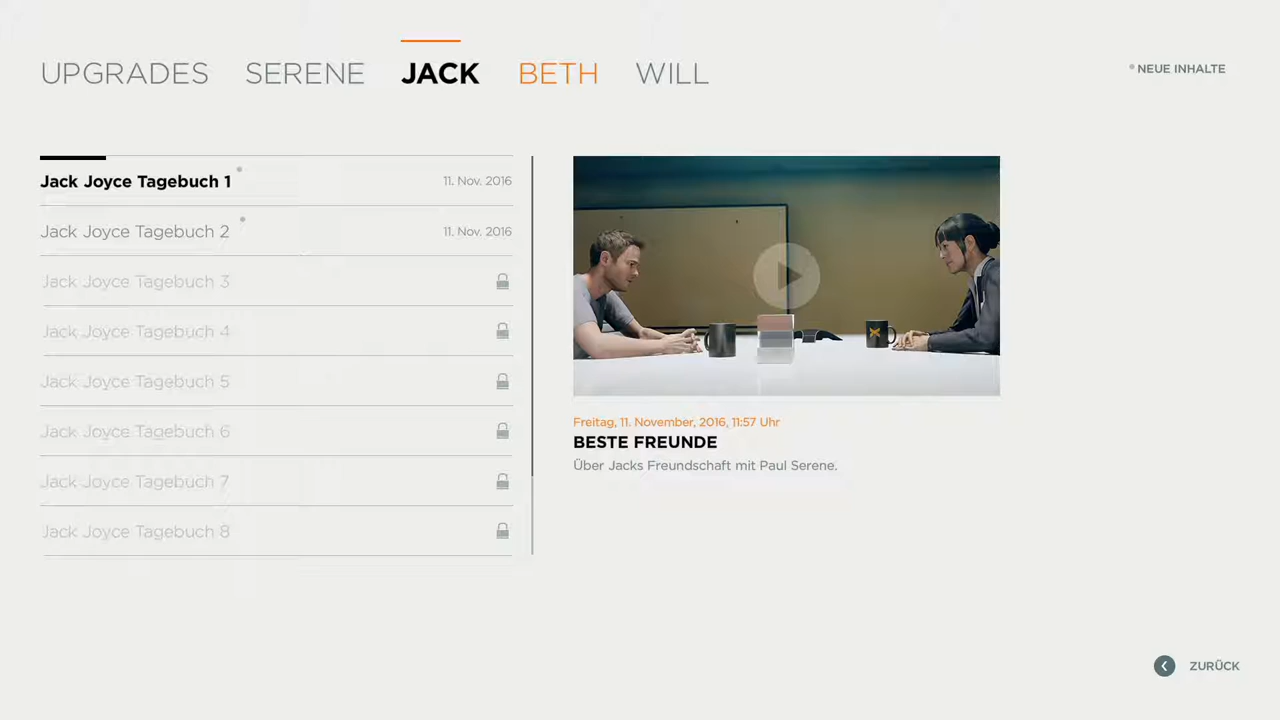 UPGRADES SERENE JACK BETH WILL
NEUE INHALTE
Jack Joyce Tagebuch 1 11. Nov. 2016
Jack Joyce Tagebuch 2 11. Nov. 2016
Jack Joyce Tagebuch 3
Jack Joyce Tagebuch 4
Jack Joyce Tagebuch 5
Jack Joyce Tagebuch 6
Jack Joyce Tagebuch 7
Jack Joyce Tagebuch 8
Freitag, 11. November, 2016, 11:57 Uhr
BESTE FREUNDE
Über Jacks Freundschaft mit Paul Serene.
ZURÜCK